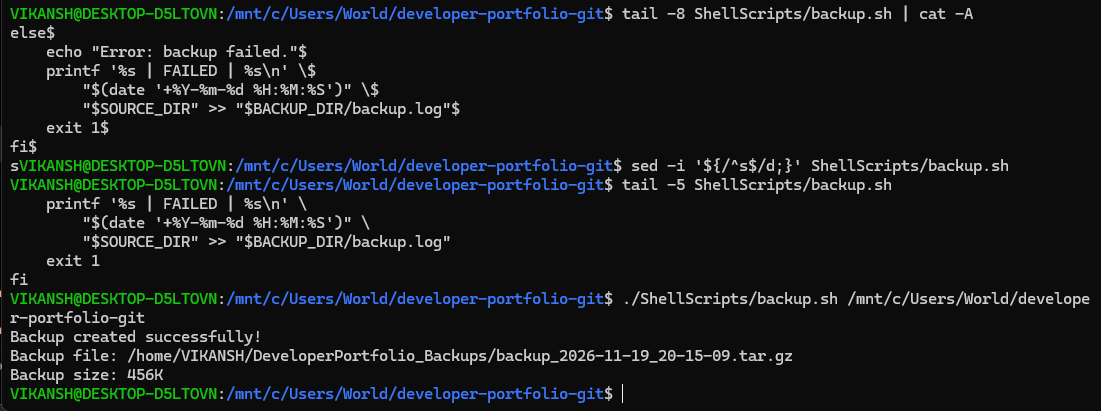 VIKANSH@DESKTOP-D5LTOVN:/mnt/c/Users/World/developer-portfolio-git$ tail -8 ShellScripts/backup.sh | cat -A
else$
    echo "Error: backup failed."$
    printf '%s | FAILED | %s\n' \$
        "$(date '+%Y-%m-%d %H:%M:%S')" \$
        "$SOURCE_DIR" >> "$BACKUP_DIR/backup.log"$
    exit 1$
fi$
sVIKANSH@DESKTOP-D5LTOVN:/mnt/c/Users/World/developer-portfolio-git$ sed -i '${/^s$/d;}' ShellScripts/backup.sh
VIKANSH@DESKTOP-D5LTOVN:/mnt/c/Users/World/developer-portfolio-git$ tail -5 ShellScripts/backup.sh
    printf '%s | FAILED | %s\n' \
        "$(date '+%Y-%m-%d %H:%M:%S')" \
        "$SOURCE_DIR" >> "$BACKUP_DIR/backup.log"
    exit 1
fi
VIKANSH@DESKTOP-D5LTOVN:/mnt/c/Users/World/developer-portfolio-git$ ./ShellScripts/backup.sh /mnt/c/Users/World/develope
r-portfolio-git
Backup created successfully!
Backup file: /home/VIKANSH/DeveloperPortfolio_Backups/backup_2026-11-19_20-15-09.tar.gz
Backup size: 456K
VIKANSH@DESKTOP-D5LTOVN:/mnt/c/Users/World/developer-portfolio-git$